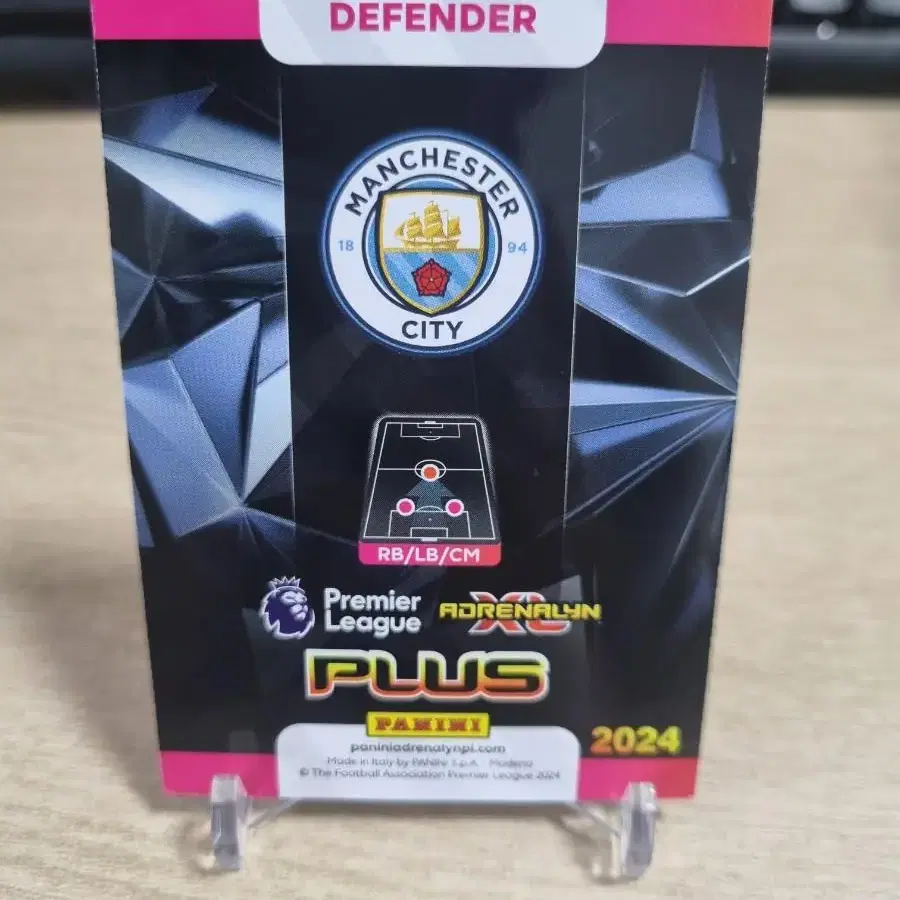 DEFENDER
MANCHESTER
18 94
CITY
RB/LB/CM
Premier
League
ADRENALYN
XL
PLUS
PANINI
2024
paniniadrenalynpl.com
Made in Italy by PANINI S.p.A. - Modena
© The Football Association Premier League 2024